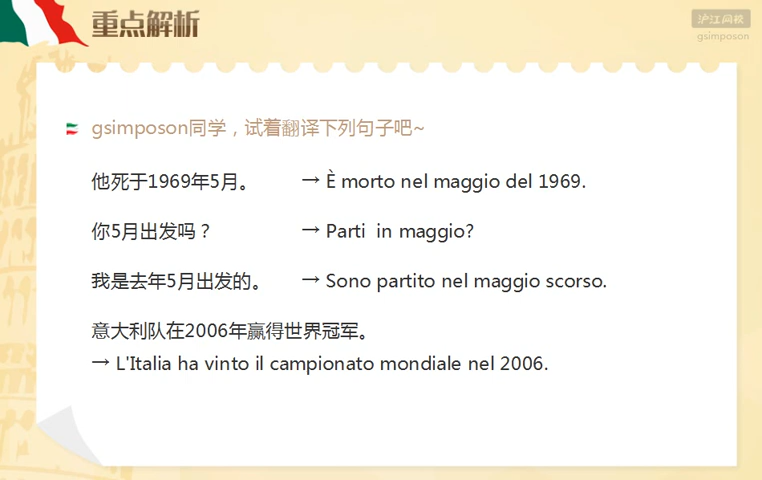 重点解析
沪江网校
gsimposon
gsimposon同学，试着翻译下列句子吧~
他死于1969年5月。 → È morto nel maggio del 1969.
你5月出发吗？ → Parti in maggio?
我是去年5月出发的。 → Sono partito nel maggio scorso.
意大利队在2006年赢得世界冠军。
→ L'Italia ha vinto il campionato mondiale nel 2006.